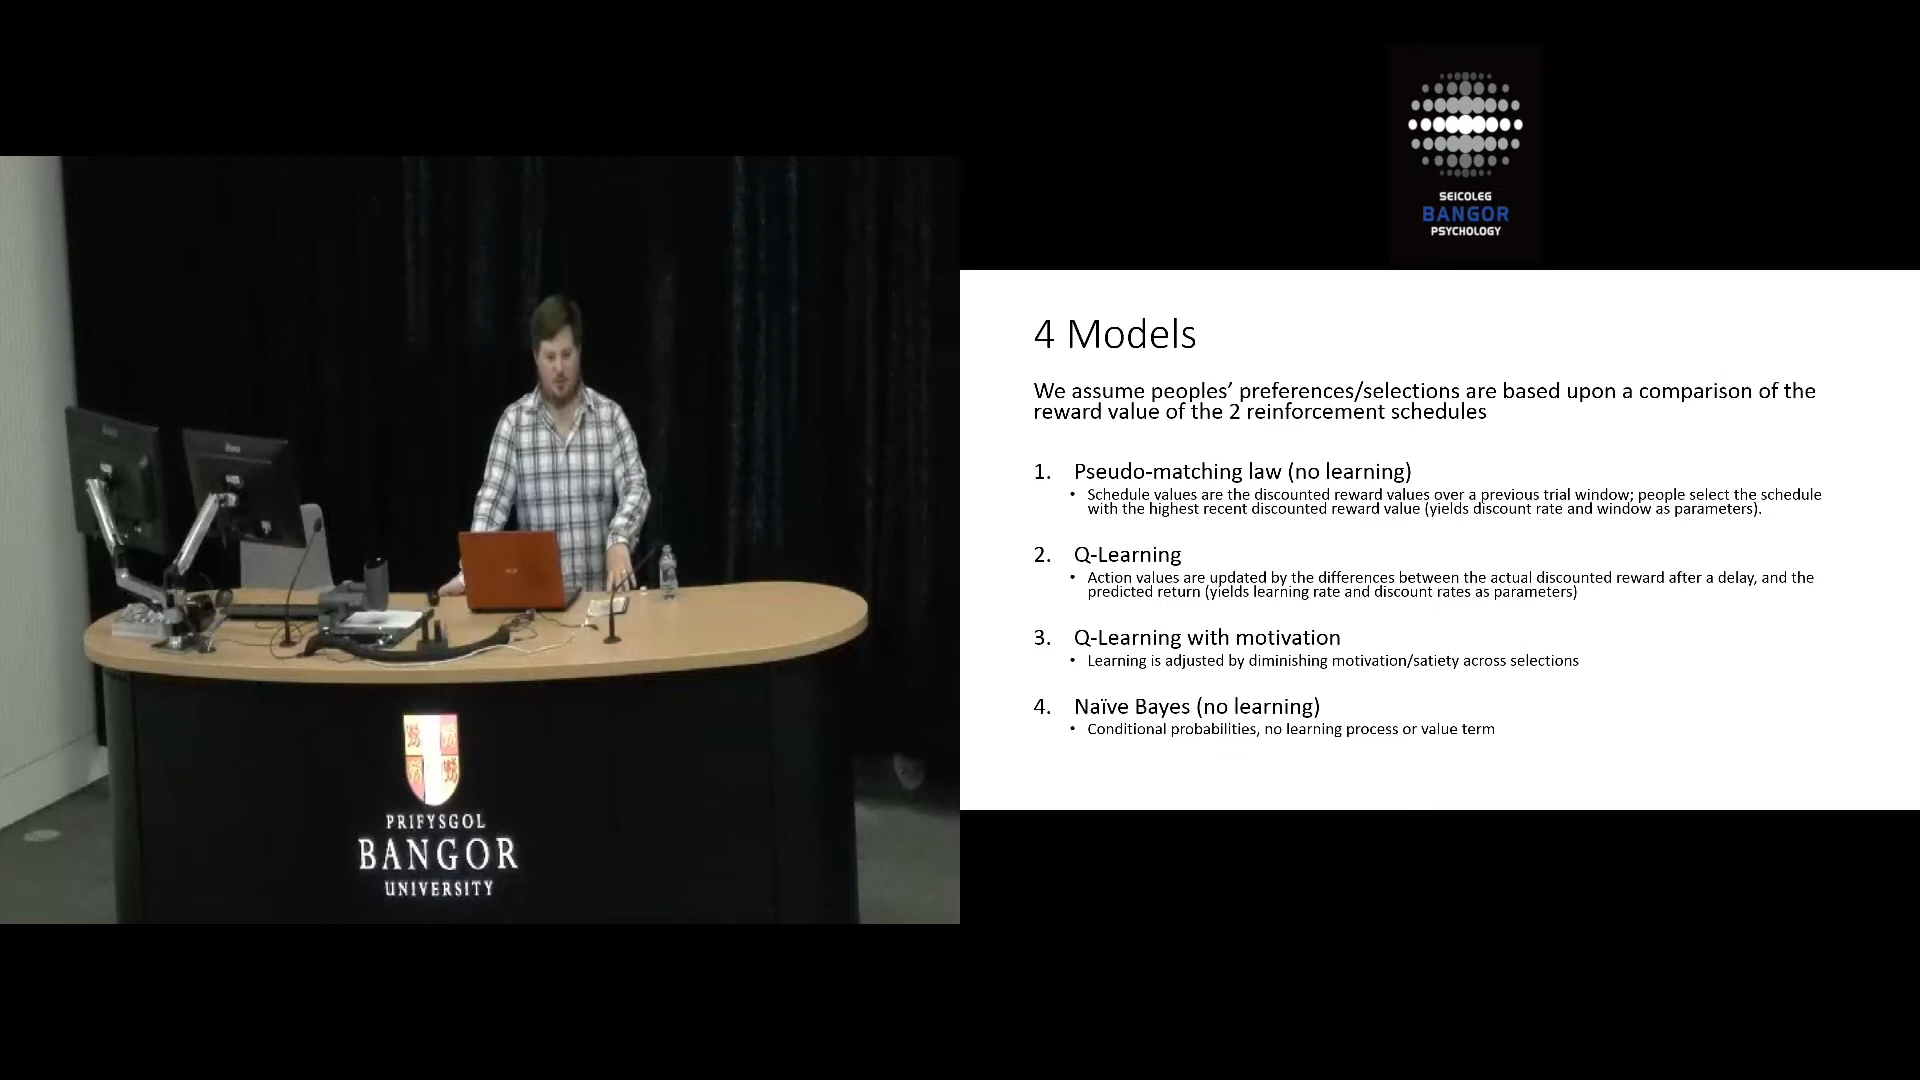 SEICOLEG
BANGOR
PSYCHOLOGY
4 Models
We assume peoples’ preferences/selections are based upon a comparison of the
reward value of the 2 reinforcement schedules
1. Pseudo-matching law (no learning)
• Schedule values are the discounted reward values over a previous trial window; people select the schedule
with the highest recent discounted reward value (yields discount rate and window as parameters).
2. Q-Learning
• Action values are updated by the differences between the actual discounted reward after a delay, and the
predicted return (yields learning rate and discount rates as parameters)
3. Q-Learning with motivation
• Learning is adjusted by diminishing motivation/satiety across selections
4. Naïve Bayes (no learning)
• Conditional probabilities, no learning process or value term
PRIFYSGOL
BANGOR
UNIVERSITY